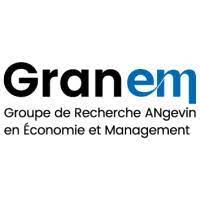 Granem
Groupe de Recherche ANgevin
en Économie et Management